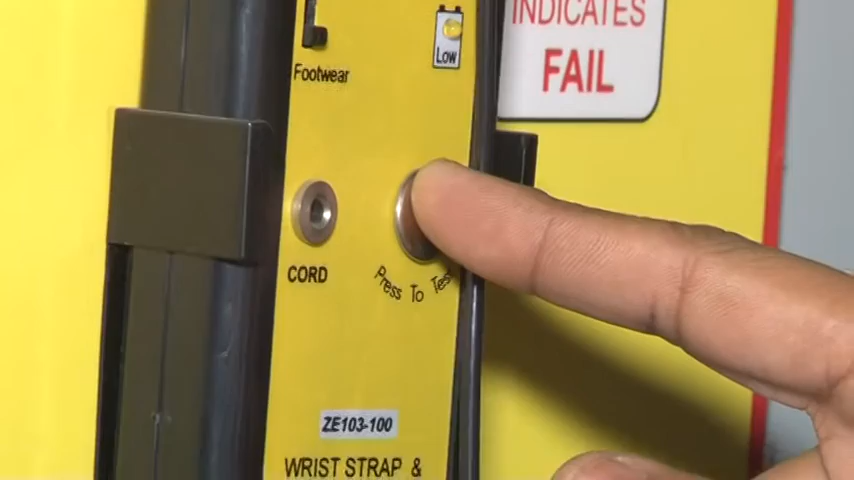 INDICATES
FAIL
Low
Footwear
CORD
Press To Test
ZE103-100
WRIST STRAP &